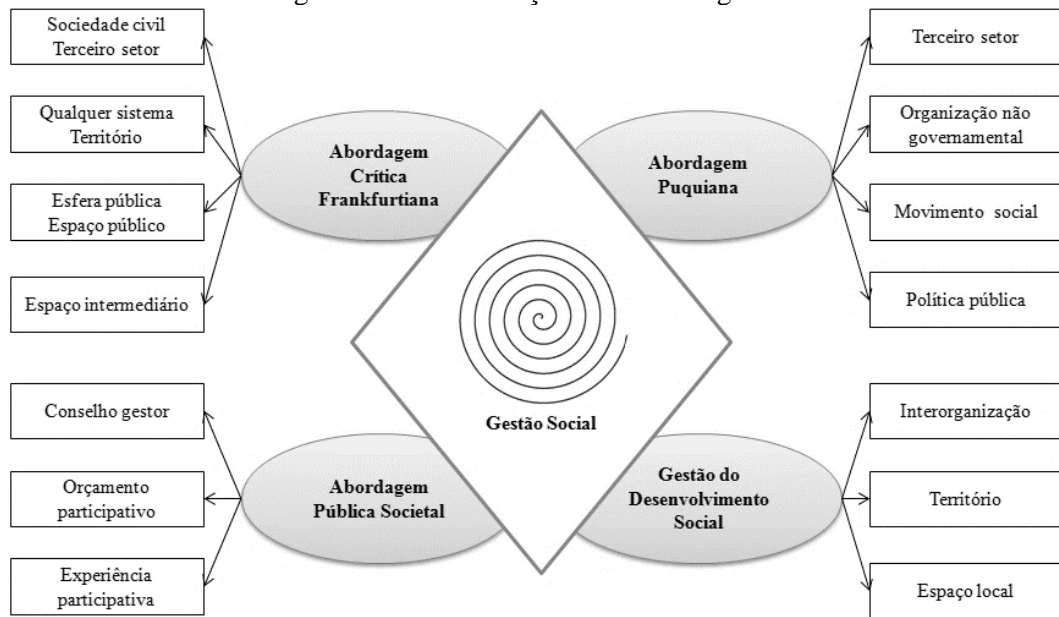 Sociedade civil
Terceiro setor
Qualquer sistema
Território
Esfera pública
Espaço público
Espaço intermediário
Abordagem
Crítica
Frankfurtiana
Abordagem
Puquiana
Terceiro setor
Organização não
governamental
Movimento social
Política pública
Gestão Social
Conselho gestor
Orçamento
participativo
Experiência
participativa
Abordagem
Pública Societal
Gestão do
Desenvolvimento
Social
Interorganização
Território
Espaço local